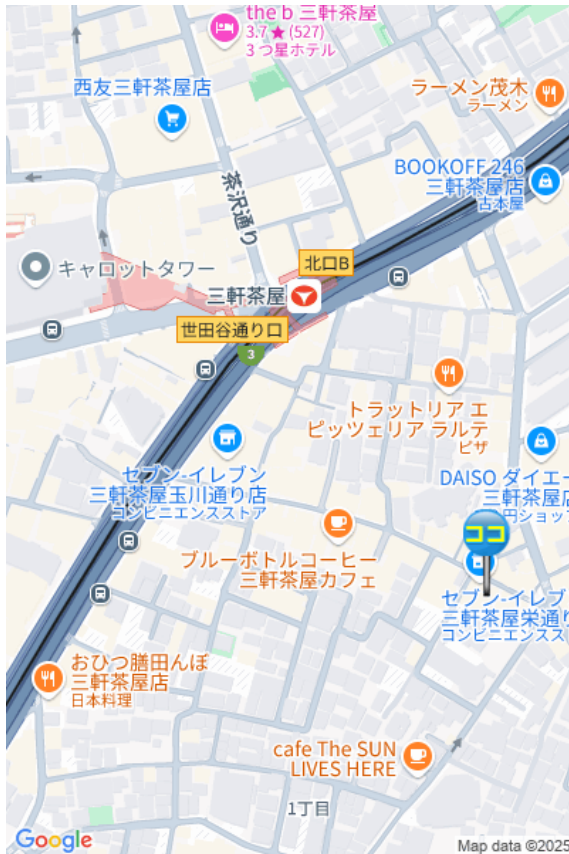 the b 三軒茶屋
3.7 ★ (527)
3 つ星ホテル
西友三軒茶屋店
ラーメン茂木
ラーメン
BOOKOFF 246
三軒茶屋店
古本屋
茶沢通り
北口B
キャロットタワー
三軒茶屋
世田谷通り口
3
トラットリア エ
ピッツェリア ラルテ
ピザ
セブン-イレブン
三軒茶屋玉川通り店
コンビニエンスストア
DAISO ダイエー
三軒茶屋店
円ショップ
ココ
ブルーボトルコーヒー
三軒茶屋カフェ
セブン-イレブ
三軒茶屋栄通り
コンビニエンスス
おひつ膳田んぼ
三軒茶屋店
日本料理
cafe The SUN
LIVES HERE
1丁目
Google
Map data ©2025